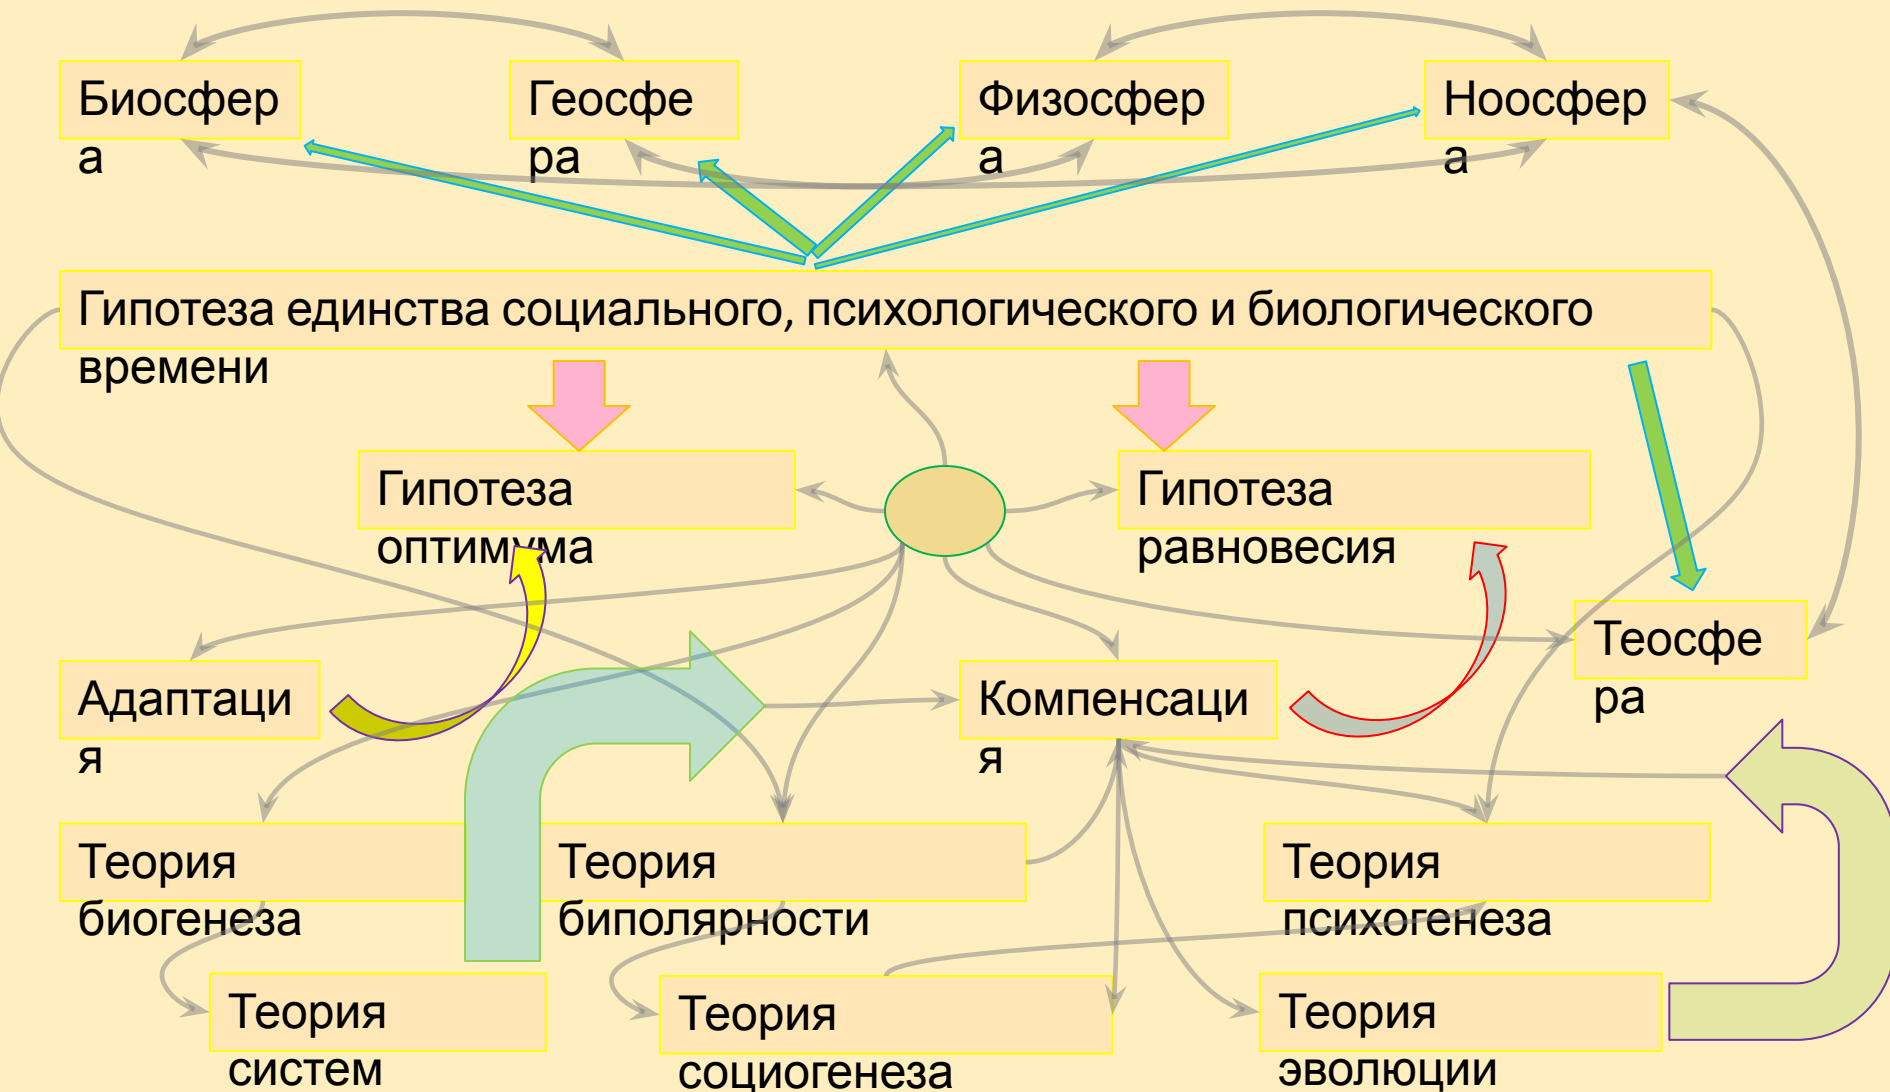 Биосфер
а
Геосфе
ра
Физосфер
а
Ноосфер
а
Гипотеза единства социального, психологического и биологического
времени
Гипотеза
оптимума
Гипотеза
равновесия
Теосфе
ра
Адаптаци
я
Компенсаци
я
Теория
биогенеза
Теория
биполярности
Теория
психогенеза
Теория
систем
Теория
социогенеза
Теория
эволюции